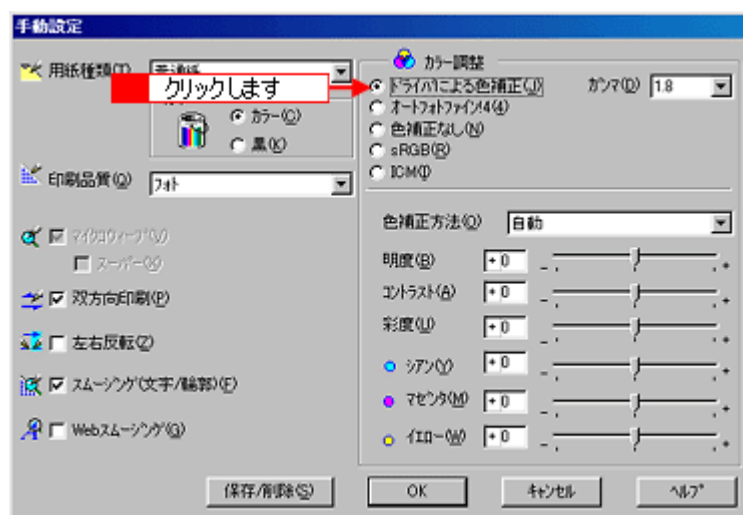 手動設定
用紙種類(T) 普通紙
クリックします
カラー(C)
黒(K)
印刷品質(Q) フォト
マイクロウィーブ(V)
スーパー(X)
双方向印刷(P)
左右反転(Z)
スムージング(文字/輪郭)(F)
Webスムージング(G)
カラー調整
ドライバによる色補正(J) ガンマ(D) 1.8
オートフォトファイン!4(4)
色補正なし(N)
sRGB(R)
ICM(I)
色補正方法(O) 自動
明度(B) +0 - +
コントラスト(A) +0 - +
彩度(U) +0 - +
シアン(Y) +0 - +
マゼンタ(M) +0 - +
イエロー(W) +0 - +
保存/削除(S) OK キャンセル ヘルプ